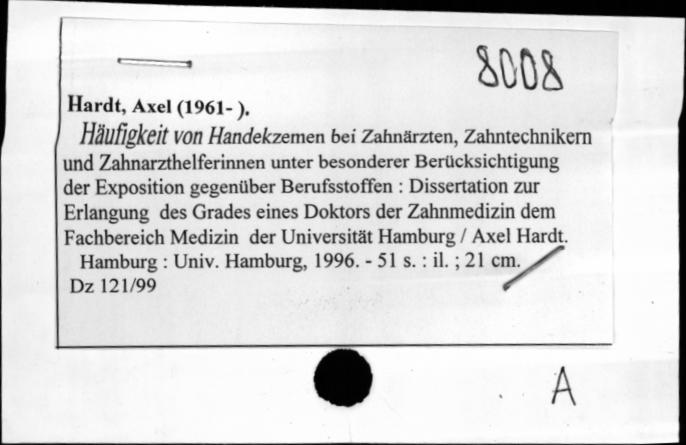 8008
Hardt, Axel (1961- ).
Häufigkeit von Handekzemen bei Zahnärzten, Zahntechnikern
und Zahnarzthelferinnen unter besonderer Berücksichtigung
der Exposition gegenüber Berufsstoffen : Dissertation zur
Erlangung des Grades eines Doktors der Zahnmedizin dem
Fachbereich Medizin der Universität Hamburg / Axel Hardt.
Hamburg : Univ. Hamburg, 1996. - 51 s. : il. ; 21 cm.
Dz 121/99
A